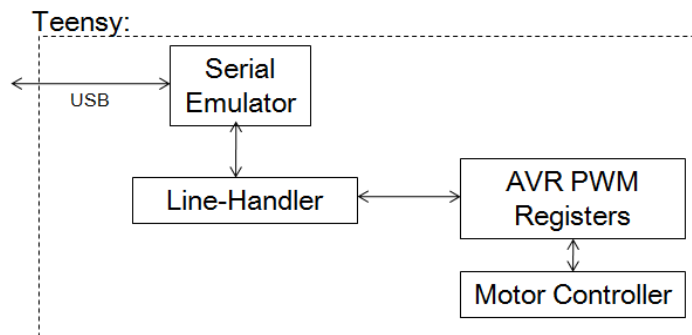 Teensy:
Serial
Emulator
USB
Line-Handler
AVR PWM
Registers
Motor Controller